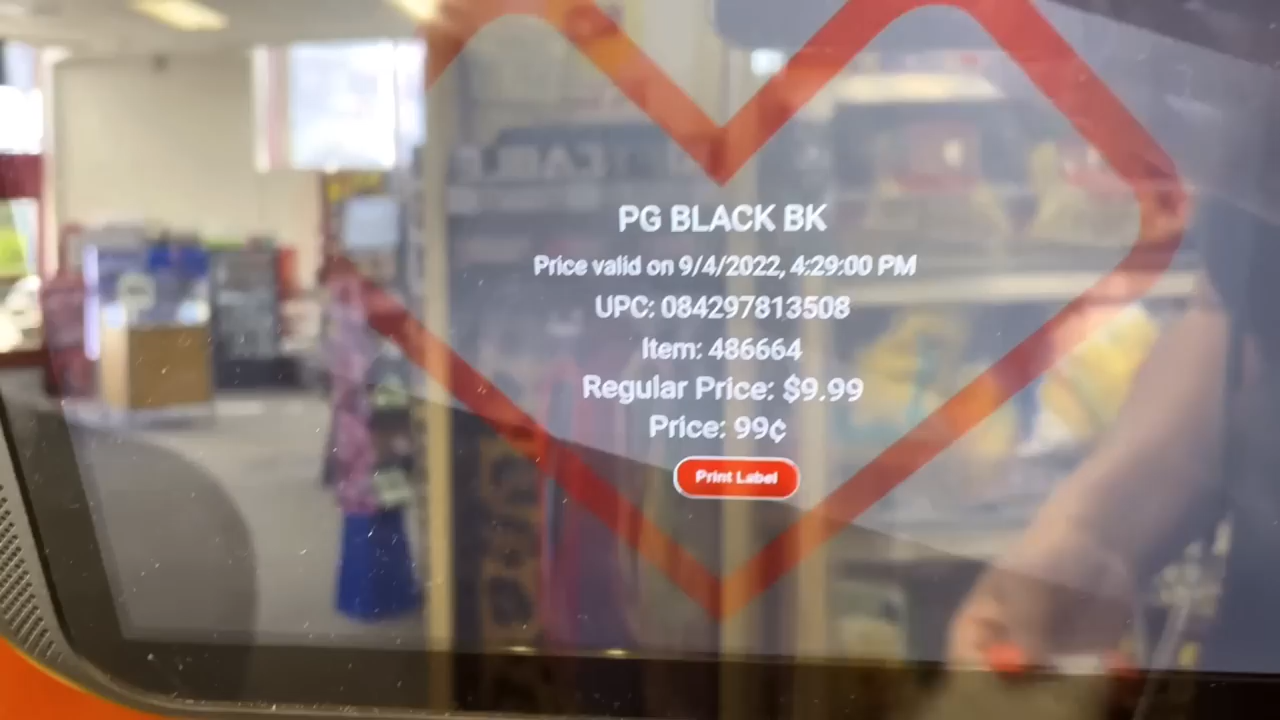 PG BLACK BK
Price valid on 9/4/2022, 4:29:00 PM
UPC: 084297813508
Item: 486664
Regular Price: $9.99
Price: 99¢
Print Label